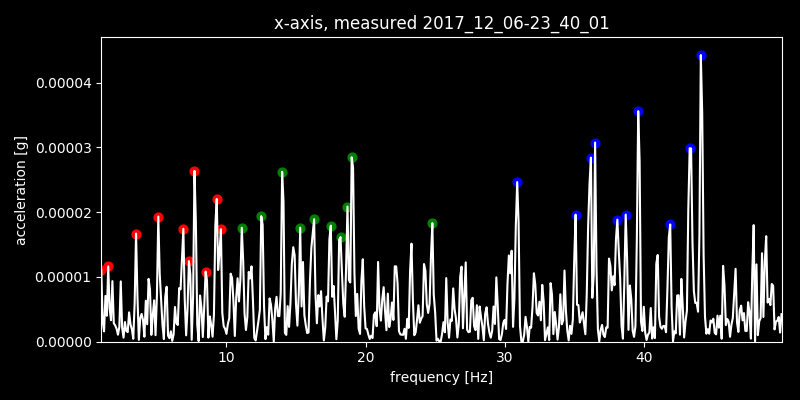 x-axis, measured 2017_12_06-23_40_01
0.00004
0.00003
0.00002
0.00001
0.00000
acceleration [g]
10 20 30 40
frequency [Hz]